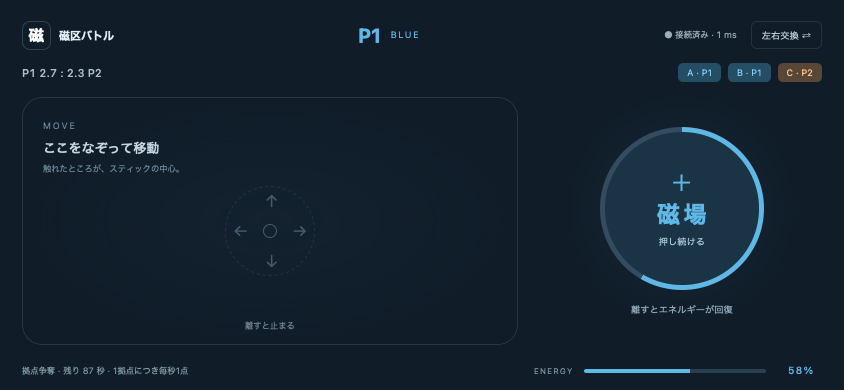 磁 磁区バトル
P1 BLUE
接続済み · 1 ms
左右交換 ⇄
P1 2.7 : 2.3 P2
A · P1
B · P1
C · P2
MOVE
ここをなぞって移動
触れたところが、スティックの中心。
離すと止まる
＋
磁場
押し続ける
離すとエネルギーが回復
拠点争奪 · 残り 87 秒 · 1拠点につき毎秒1点
ENERGY 58%